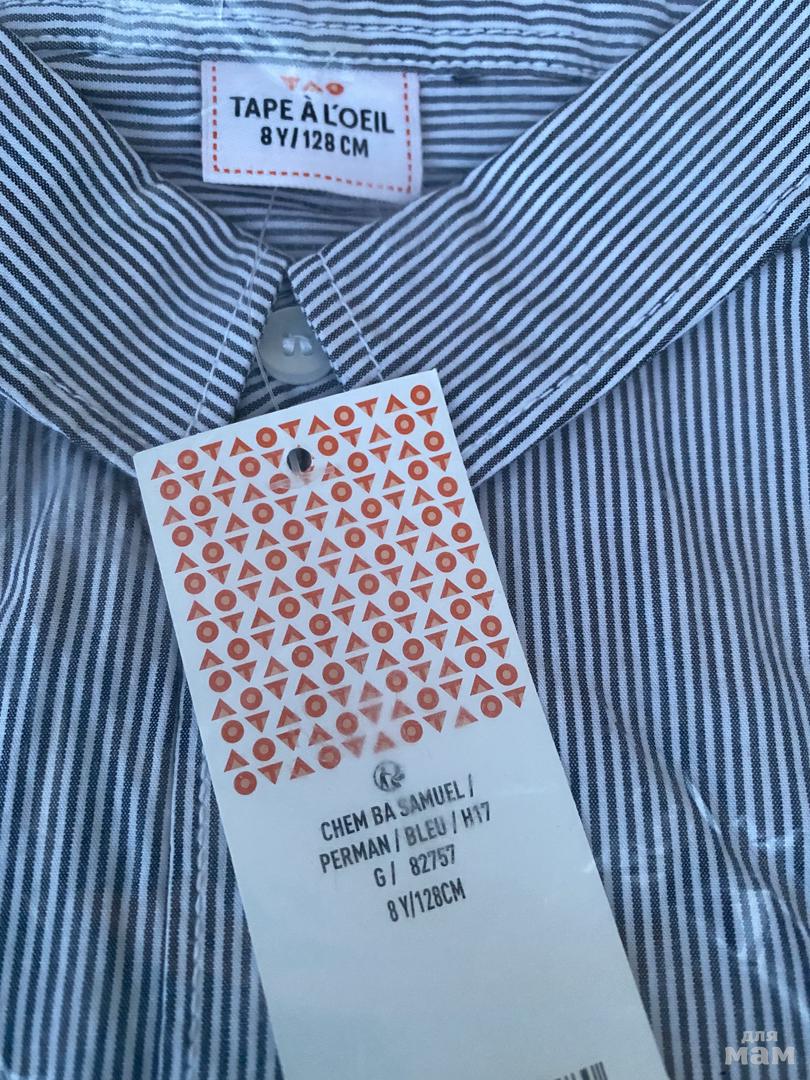 TAO
TAPE À L'OEIL
8 Y/128 CM
CHEM BA SAMUEL /
PERMAN / BLEU / H17
G / 82757
8 Y/128CM
для
мам